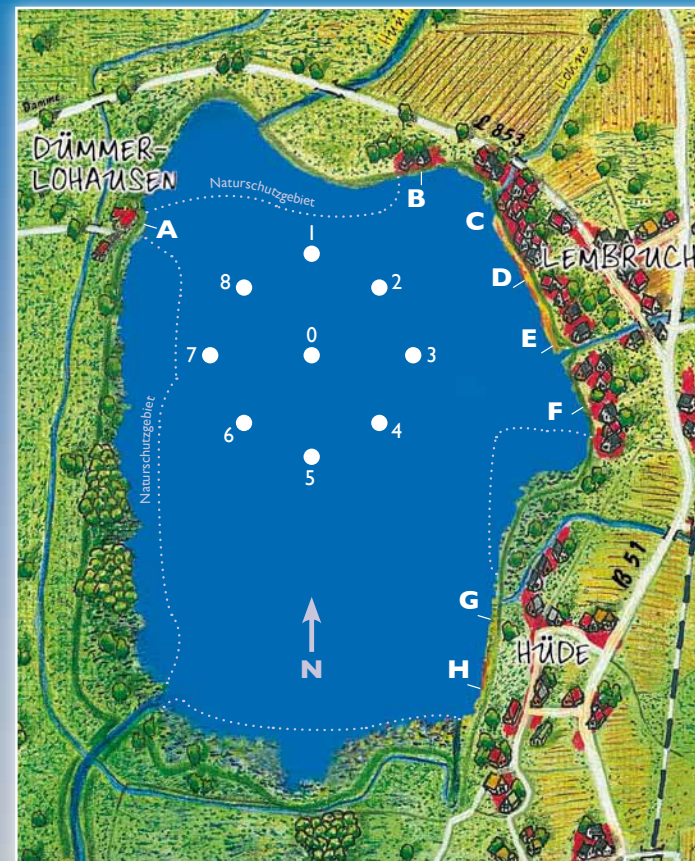 Hunte
Lohne
Damme
L 853
DÜMMER-
LOHAUSEN
Naturschutzgebiet
B
A
C
1
LEMBRUCH
8
2
D
0
E
7
3
F
Naturschutzgebiet
6
4
5
B 51
G
HÜDE
N
H